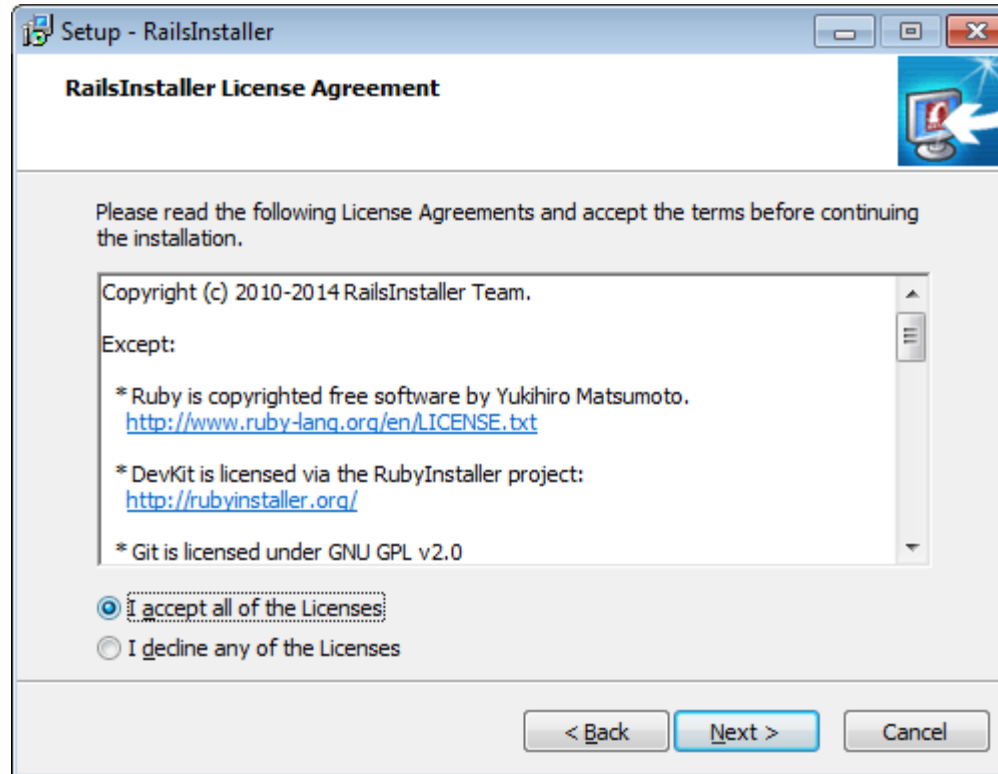 Setup - RailsInstaller
RailsInstaller License Agreement
Please read the following License Agreements and accept the terms before continuing
the installation.
Copyright (c) 2010-2014 RailsInstaller Team.
Except:
* Ruby is copyrighted free software by Yukihiro Matsumoto.
http://www.ruby-lang.org/en/LICENSE.txt
* DevKit is licensed via the RubyInstaller project:
http://rubyinstaller.org/
* Git is licensed under GNU GPL v2.0
I accept all of the Licenses
I decline any of the Licenses
< Back Next > Cancel